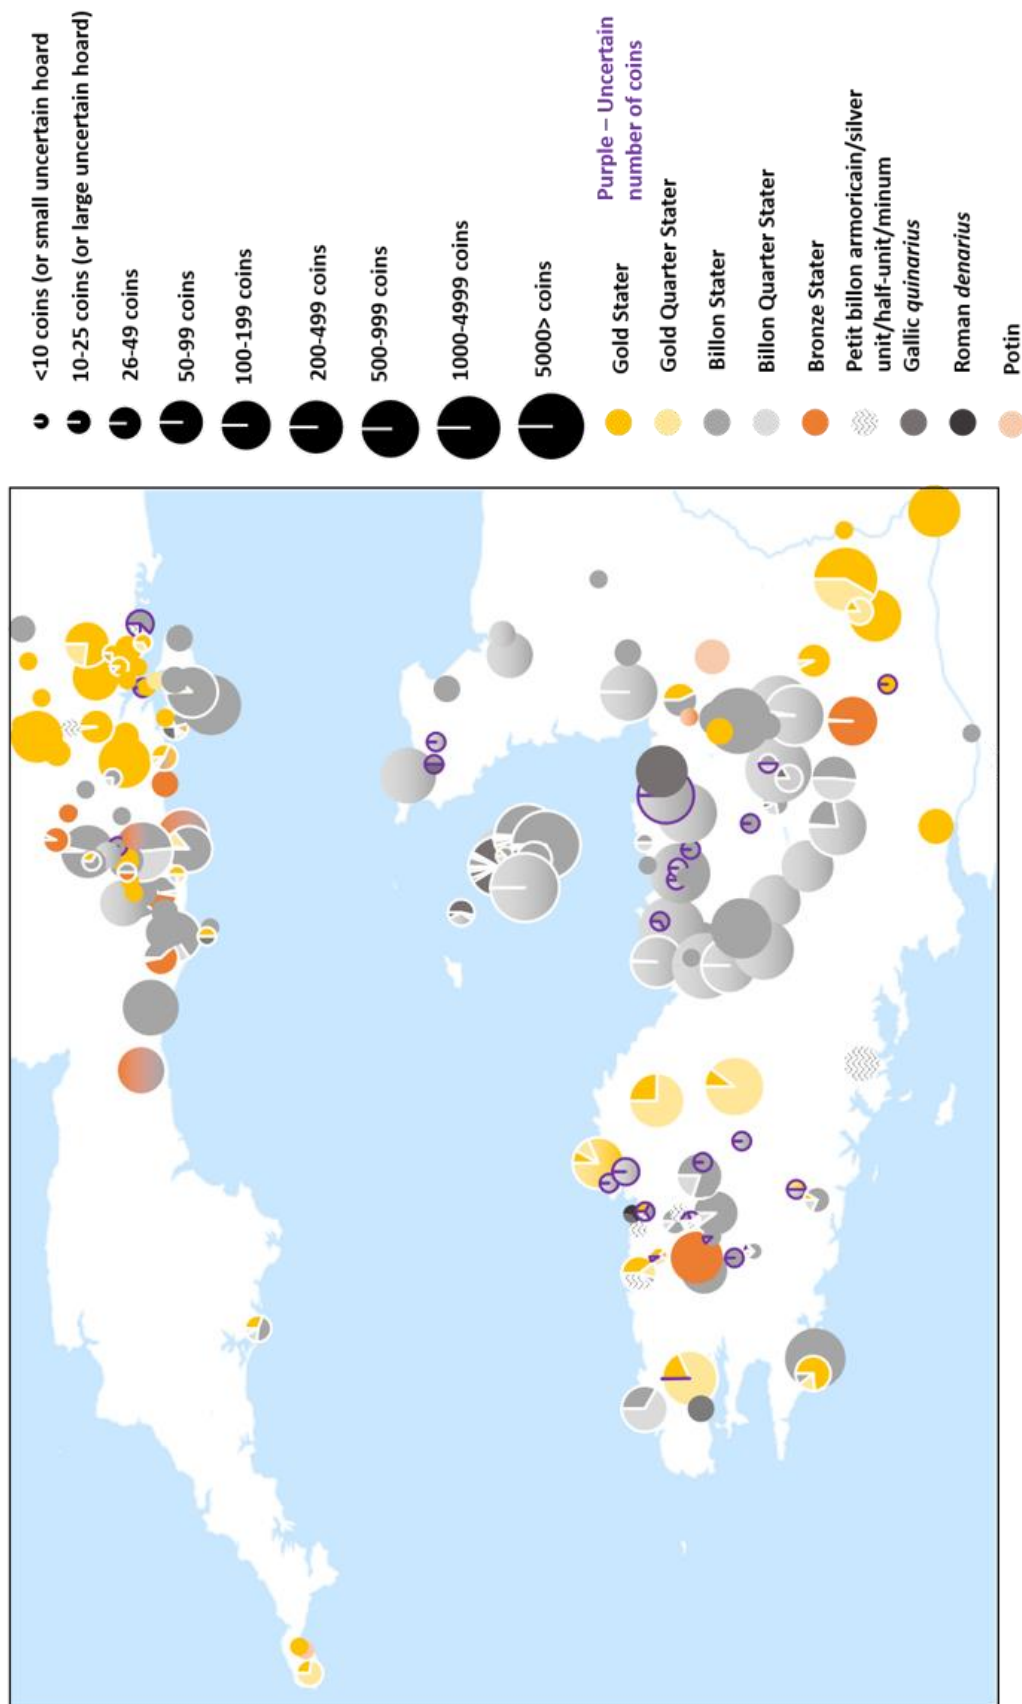 <10 coins (or small uncertain hoard
10-25 coins (or large uncertain hoard)
26-49 coins
50-99 coins
100-199 coins
200-499 coins
500-999 coins
1000-4999 coins
5000> coins
Purple – Uncertain
number of coins
Gold Stater
Gold Quarter Stater
Billon Stater
Billon Quarter Stater
Bronze Stater
Petit billon armoricain/silver
unit/half-unit/minum
Gallic quinarius
Roman denarius
Potin